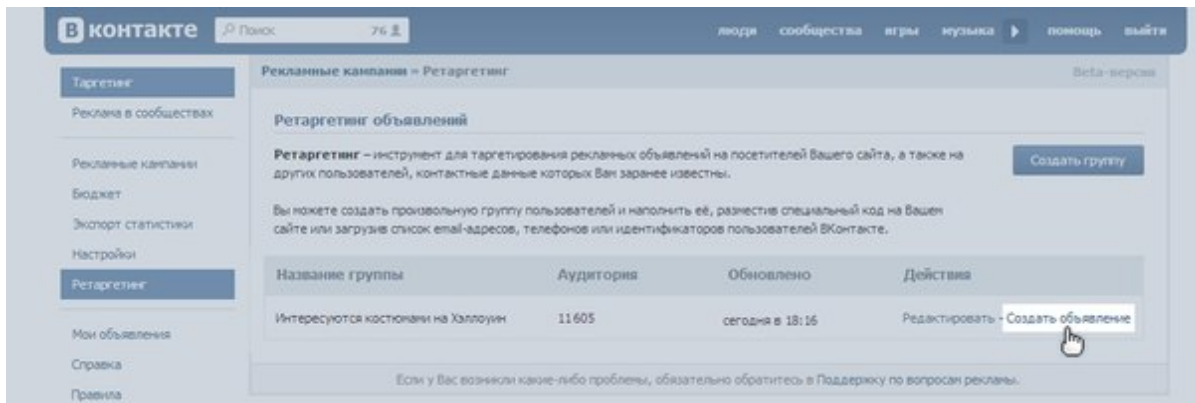 В контакте Поиск 76 люди сообщества игры музыка помощь выйти
Таргетинг
Реклама в сообществах
Рекламные кампании
Бюджет
Экспорт статистики
Настройки
Ретаргетинг
Мои объявления
Справка
Правила
Рекламные кампании » Ретаргетинг Beta-версия
Ретаргетинг объявлений
Ретаргетинг – инструмент для таргетирования рекламных объявлений на посетителей Вашего сайта, а также на
других пользователей, контактные данные которых Вам заранее известны.
Создать группу
Вы можете создать произвольную группу пользователей и наполнить её, разместив специальный код на Вашем
сайте или загрузив список email-адресов, телефонов или идентификаторов пользователей ВКонтакте.
Название группы Аудитория Обновлено Действия
Интересуются костюмами на Хэллоуин 11605 сегодня в 18:16 Редактировать - Создать объявление
Если у Вас возникли какие-либо проблемы, обязательно обратитесь в Поддержку по вопросам рекламы.